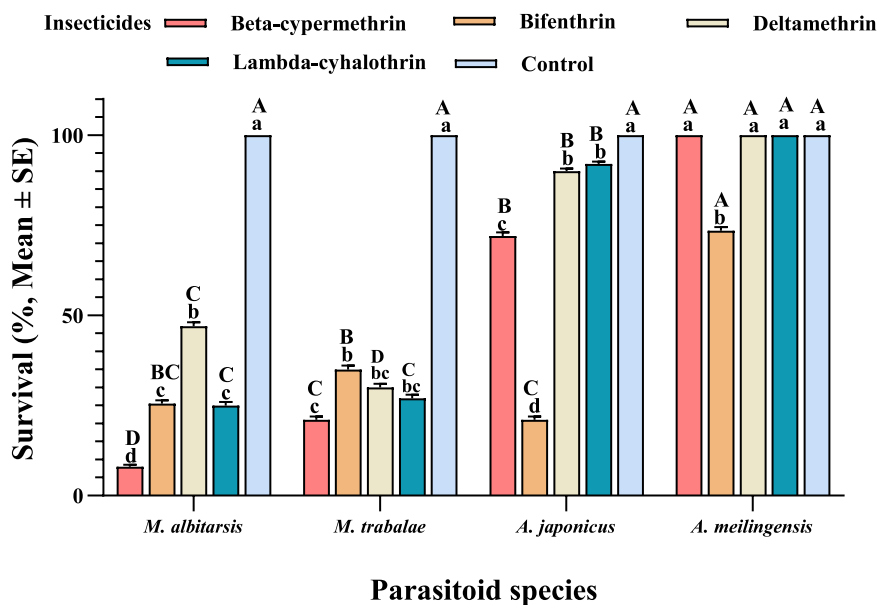 Insecticides Beta-cypermethrin Bifenthrin Deltamethrin
Lambda-cyhalothrin Control
Survival (%, Mean ± SE)
100
50
0
D
d
BC
c
C
b
C
c
A
a
C
c
B
b
D
bc
C
bc
A
a
B
c
C
d
B
b
B
b
A
a
A
a
A
b
A
a
A
a
A
a
M. albitarsis M. trabalae A. japonicus A. meilingensis
Parasitoid species